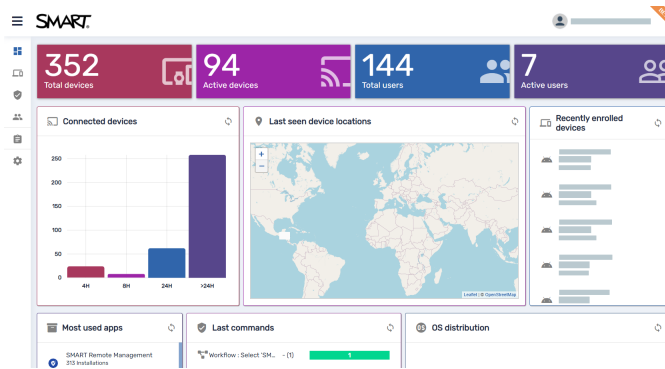 SMART
352
Total devices
94
Active devices
144
Total users
7
Active users
Connected devices
250
200
150
100
50
0
4H
8H
24H
>24H
Last seen device locations
+
−
Leaflet | © OpenStreetMap
Recently enrolled
devices
Most used apps
SMART Remote Management
313 Installations
Last commands
Workflow : Select 'SM... - (1)
1
OS distribution